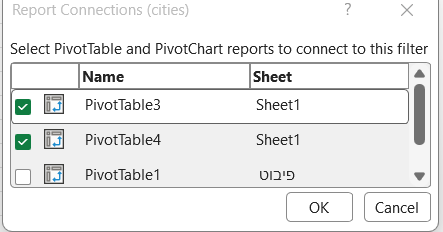 Report Connections (cities) ?
Select PivotTable and PivotChart reports to connect to this filter
Name Sheet
PivotTable3 Sheet1
PivotTable4 Sheet1
PivotTable1 פיבוט
OK Cancel